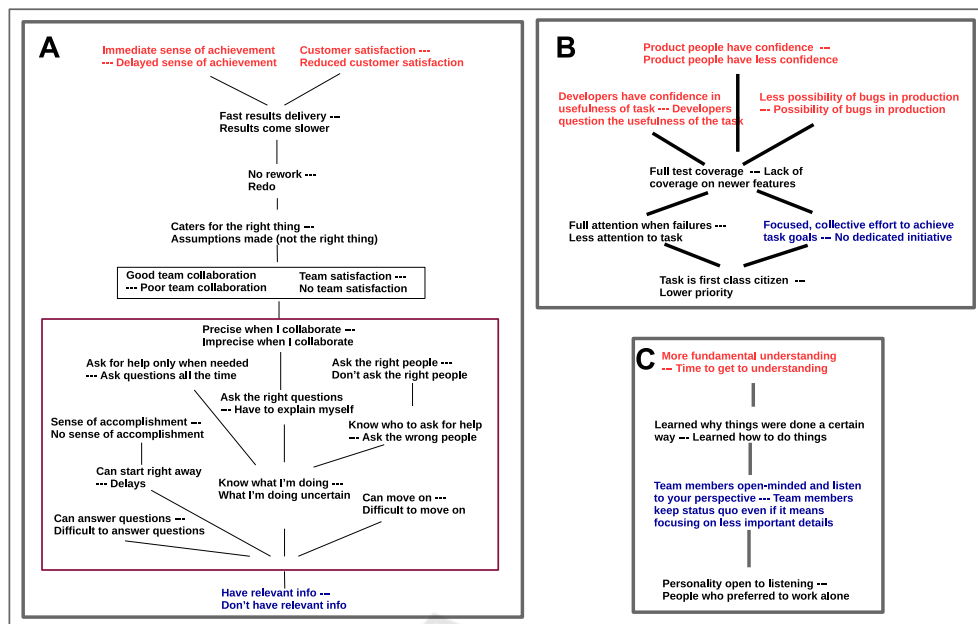 A
Immediate sense of achievement
--- Delayed sense of achievement
Customer satisfaction ---
Reduced customer satisfaction
Fast results delivery ---
Results come slower
No rework ---
Redo
Caters for the right thing ---
Assumptions made (not the right thing)
Good team collaboration
--- Poor team collaboration
Team satisfaction ---
No team satisfaction
Precise when I collaborate ---
Imprecise when I collaborate
Ask for help only when needed
--- Ask questions all the time
Ask the right people ---
Don't ask the right people
Ask the right questions
--- Have to explain myself
Sense of accomplishment ---
No sense of accomplishment
Know who to ask for help
--- Ask the wrong people
Can start right away
--- Delays
Know what I'm doing ---
What I'm doing uncertain
Can move on ---
Difficult to move on
Can answer questions ---
Difficult to answer questions
Have relevant info ---
Don't have relevant info
B
Product people have confidence ---
Product people have less confidence
Developers have confidence in
usefulness of task --- Developers
question the usefulness of the task
Less possibility of bugs in production
--- Possibility of bugs in production
Full test coverage --- Lack of
coverage on newer features
Full attention when failures ---
Less attention to task
Focused, collective effort to achieve
task goals --- No dedicated initiative
Task is first class citizen ---
Lower priority
C
More fundamental understanding
--- Time to get to understanding
Learned why things were done a certain
way --- Learned how to do things
Team members open-minded and listen
to your perspective --- Team members
keep status quo even if it means
focusing on less important details
Personality open to listening ---
People who preferred to work alone